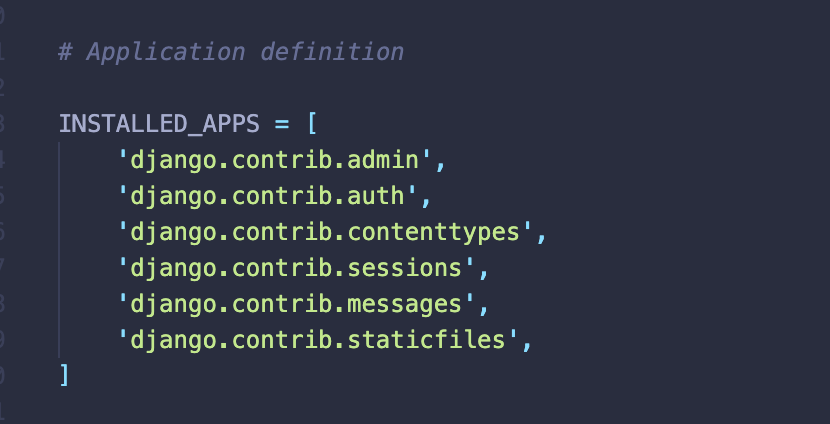 # Application definition
INSTALLED_APPS = [
    'django.contrib.admin',
    'django.contrib.auth',
    'django.contrib.contenttypes',
    'django.contrib.sessions',
    'django.contrib.messages',
    'django.contrib.staticfiles',
]